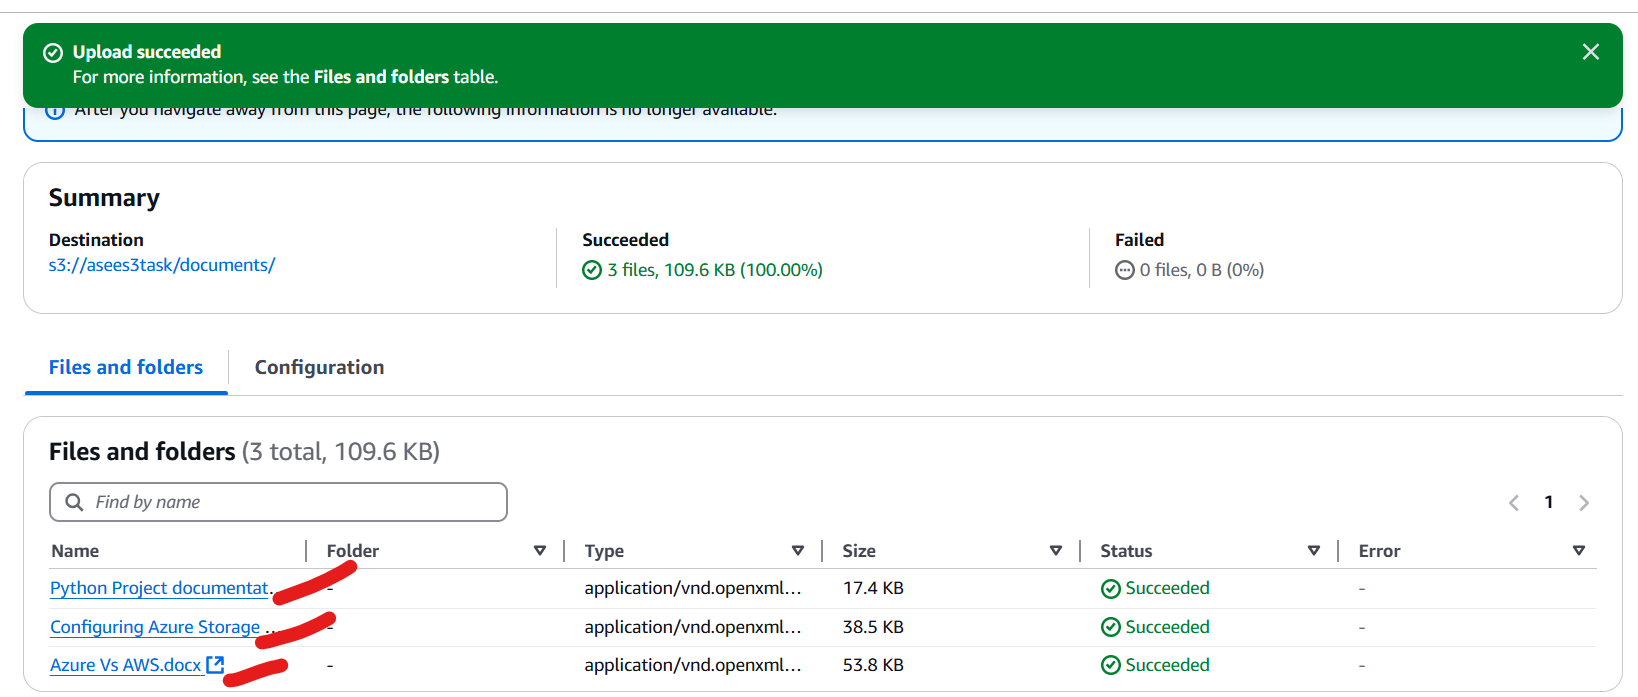 Upload succeeded
For more information, see the Files and folders table.
After you navigate away from this page, the following information is no longer available.
Summary
Destination
s3://asees3task/documents/
Succeeded
3 files, 109.6 KB (100.00%)
Failed
0 files, 0 B (0%)
Files and folders
Configuration
Files and folders (3 total, 109.6 KB)
Find by name
1
Name Folder Type Size Status Error
Python Project documentat... - application/vnd.openxml... 17.4 KB Succeeded -
Configuring Azure Storage ... - application/vnd.openxml... 38.5 KB Succeeded -
Azure Vs AWS.docx - application/vnd.openxml... 53.8 KB Succeeded -